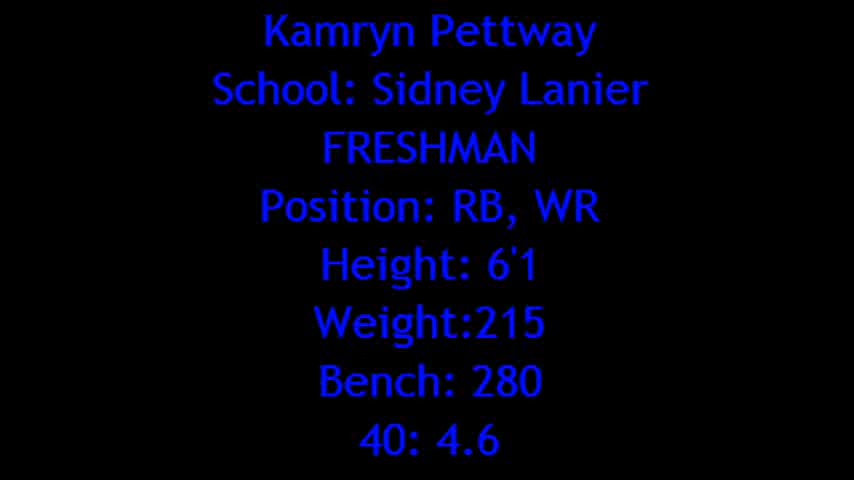 Kamryn Pettway
School: Sidney Lanier
FRESHMAN
Position: RB, WR
Height: 6'1
Weight:215
Bench: 280
40: 4.6